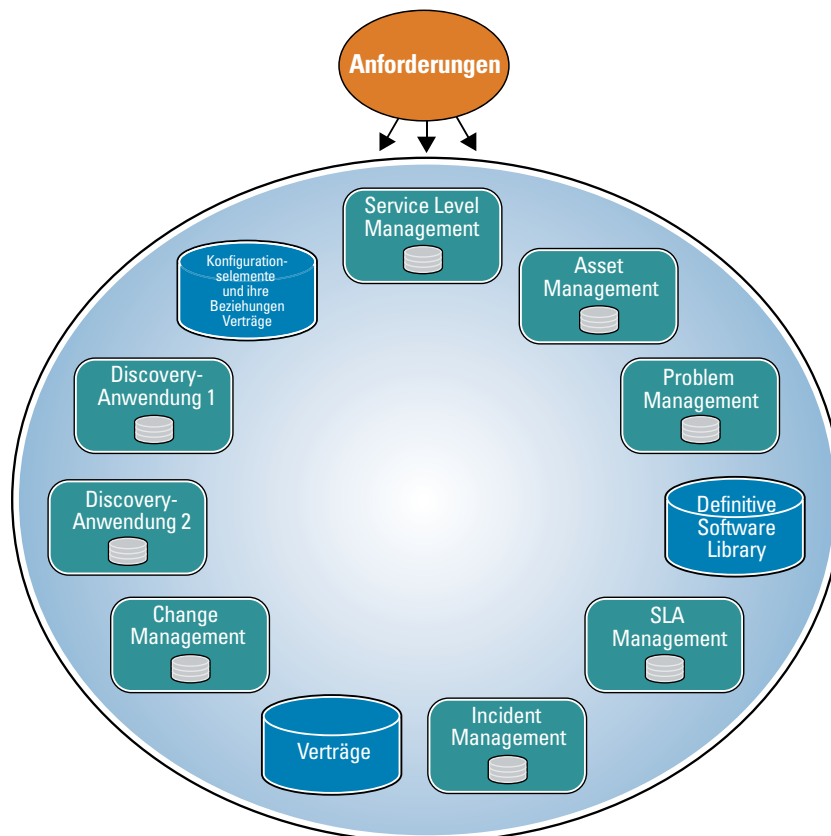 Anforderungen
Service Level
Management
Konfiguration-
selemente
und ihre
Beziehungen
Verträge
Asset
Management
Discovery-
Anwendung 1
Problem
Management
Discovery-
Anwendung 2
Definitive
Software
Library
Change
Management
SLA
Management
Verträge
Incident
Management